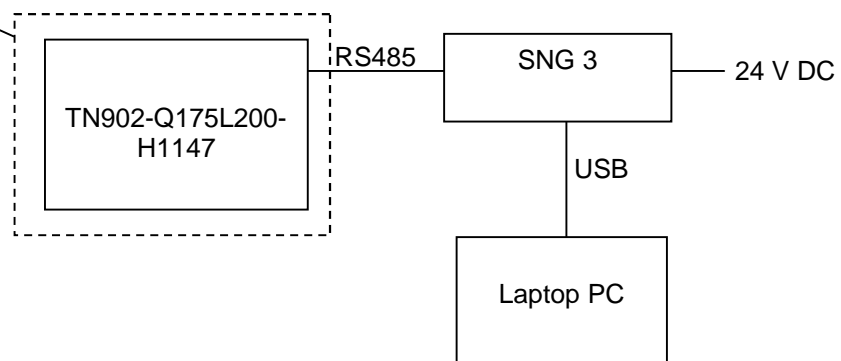 RS485
SNG 3
24 V DC
TN902-Q175L200-
H1147
USB
Laptop PC